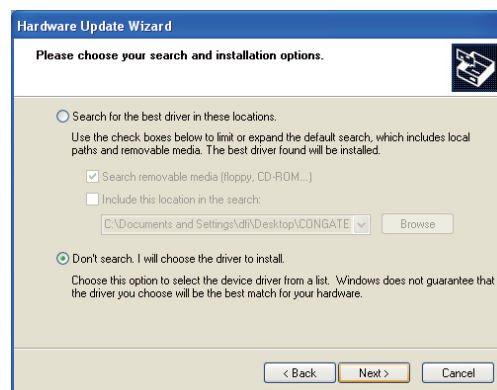 Hardware Update Wizard
Please choose your search and installation options.
Search for the best driver in these locations.
Use the check boxes below to limit or expand the default search, which includes local
paths and removable media. The best driver found will be installed.
Search removable media (floppy, CD-ROM...)
Include this location in the search:
C:\Documents and Settings\dfi\Desktop\CONGATE
Browse
Don't search. I will choose the driver to install.
Choose this option to select the device driver from a list. Windows does not guarantee that
the driver you choose will be the best match for your hardware.
< Back Next > Cancel